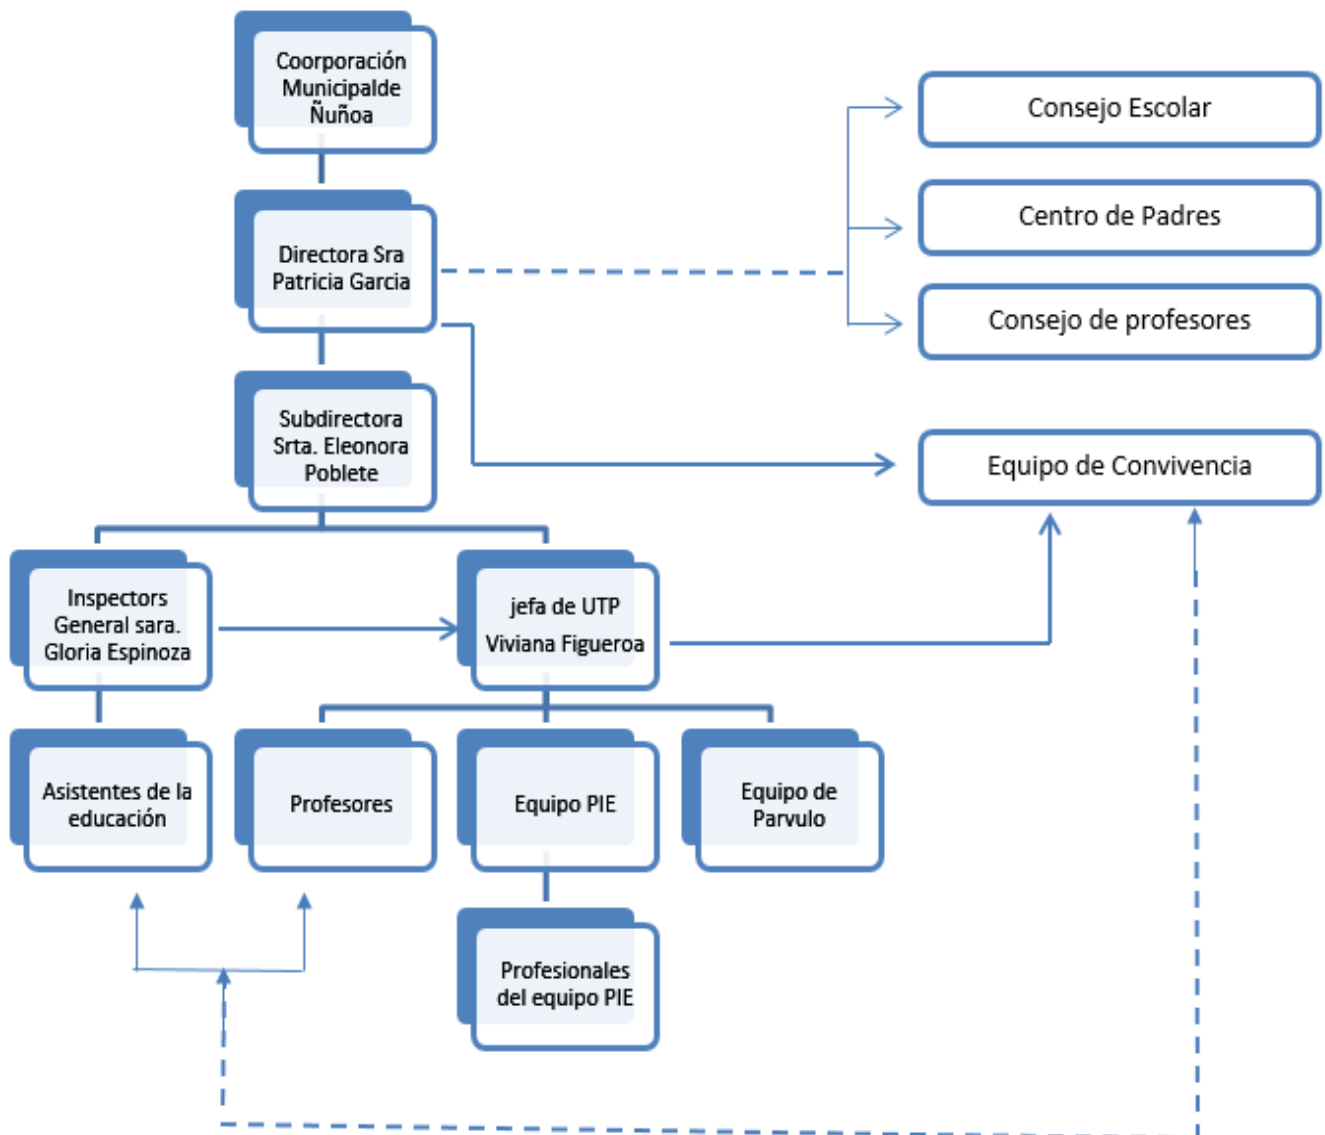 Coorporación
Municipalde
Ñuñoa
Consejo Escolar
Centro de Padres
Directora Sra
Patricia Garcia
Consejo de profesores
Subdirectora
Srta. Eleonora
Poblete
Equipo de Convivencia
Inspectors
General sara.
Gloria Espinoza
jefa de UTP
Viviana Figueroa
Asistentes de la
educación
Profesores
Equipo PIE
Equipo de
Parvulo
Profesionales
del equipo PIE